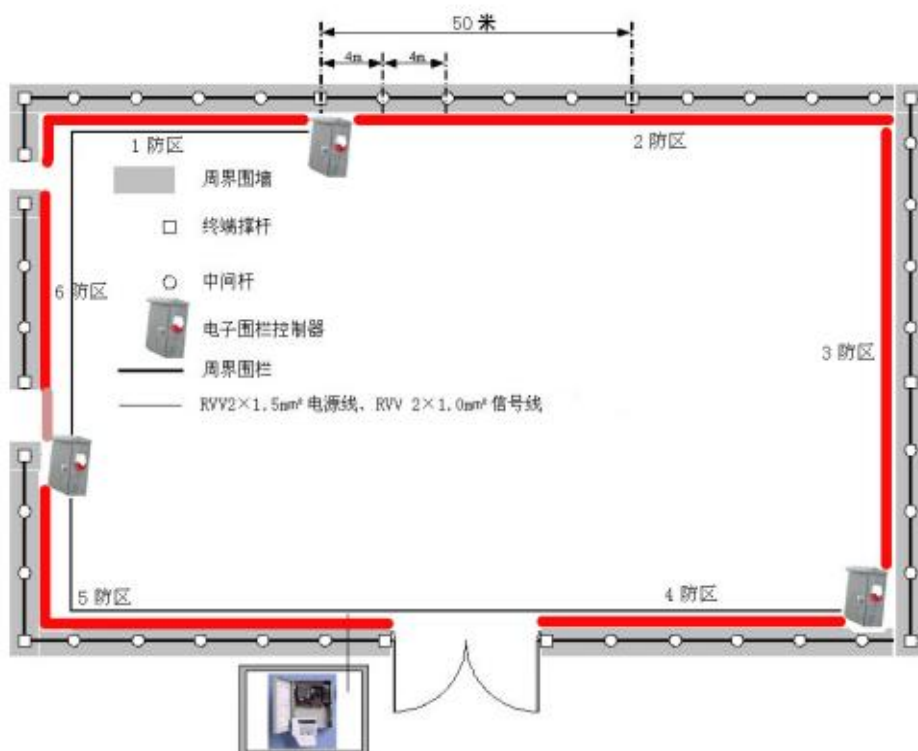 50 米
4m
4m
1 防区
2 防区
周界围墙
终端撑杆
中间杆
6 防区
电子围栏控制器
3 防区
周界围栏
RVV2×1.5mm² 电源线、RVV 2×1.0mm² 信号线
5 防区
4 防区